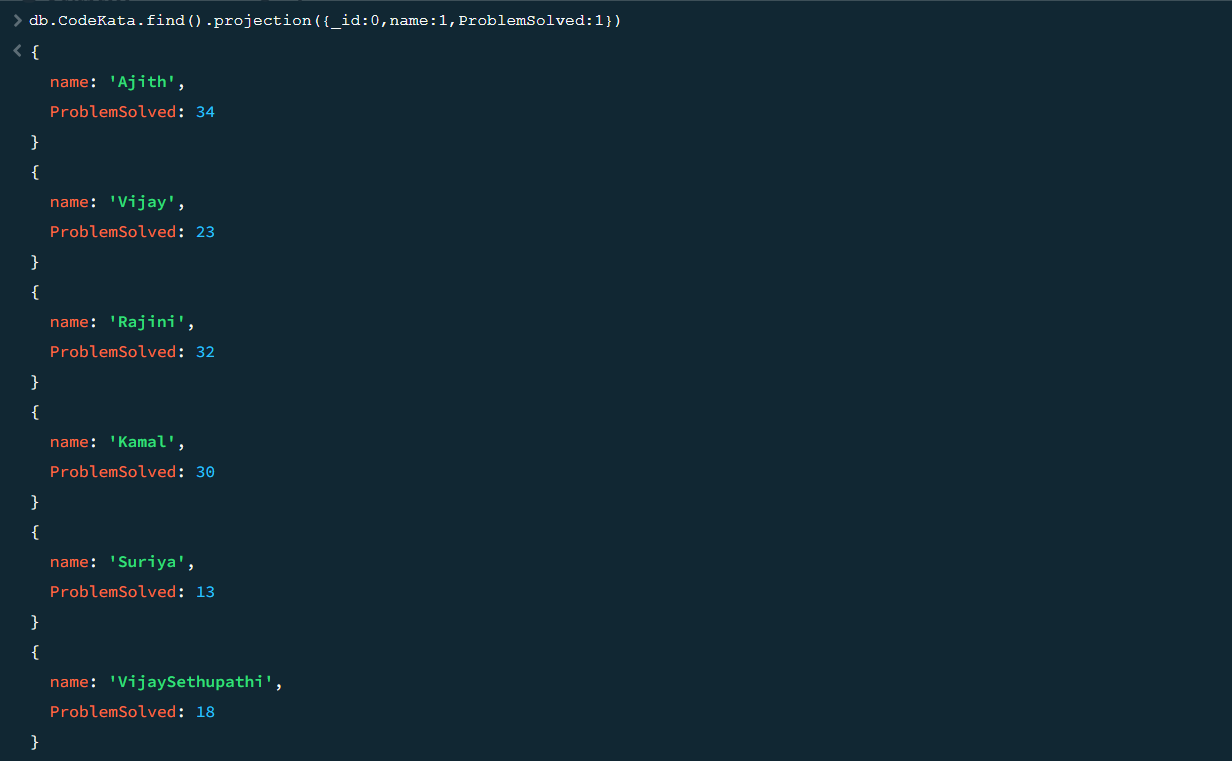 > db.CodeKata.find().projection({_id:0,name:1,ProblemSolved:1})
< {
name: 'Ajith',
ProblemSolved: 34
}
{
name: 'Vijay',
ProblemSolved: 23
}
{
name: 'Rajini',
ProblemSolved: 32
}
{
name: 'Kamal',
ProblemSolved: 30
}
{
name: 'Suriya',
ProblemSolved: 13
}
{
name: 'VijaySethupathi',
ProblemSolved: 18
}